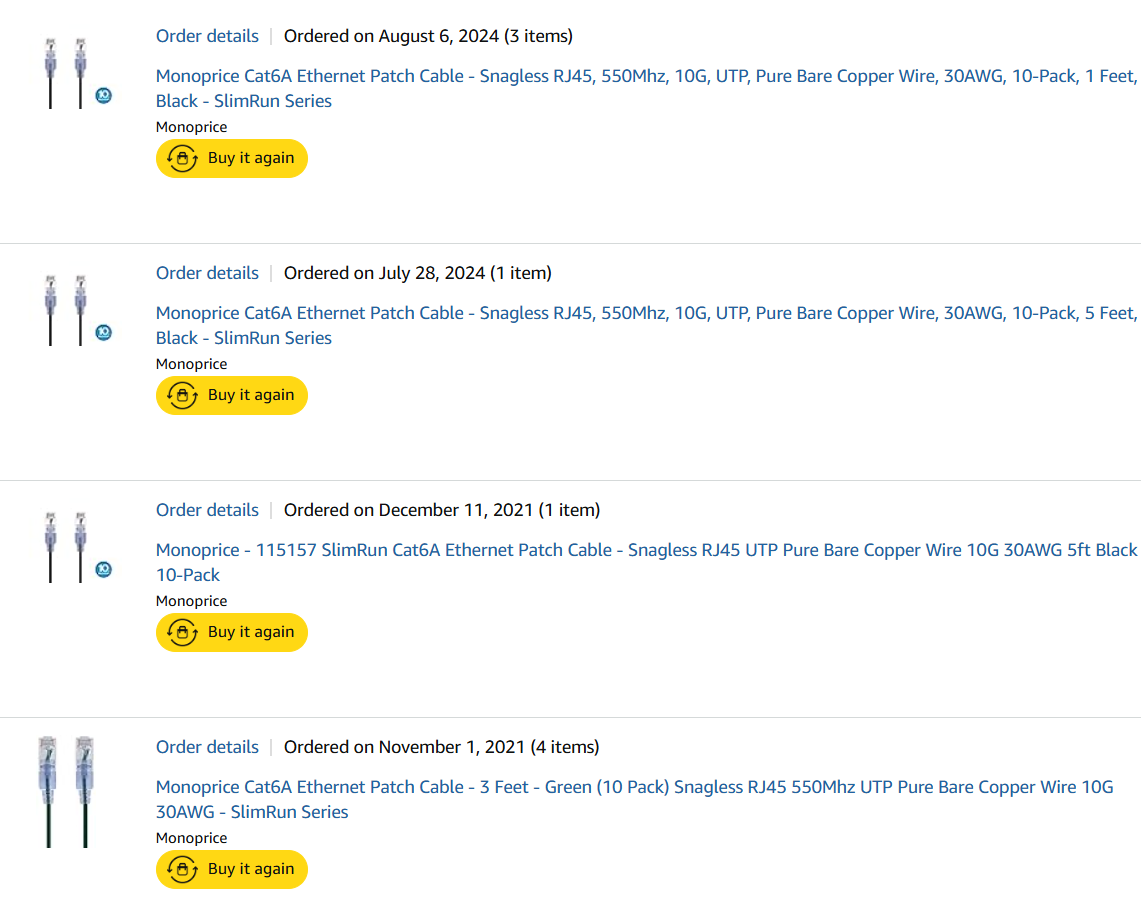 Order details | Ordered on August 6, 2024 (3 items)
Monoprice Cat6A Ethernet Patch Cable - Snagless RJ45, 550Mhz, 10G, UTP, Pure Bare Copper Wire, 30AWG, 10-Pack, 1 Feet,
Black - SlimRun Series
Monoprice
10
Buy it again
Order details | Ordered on July 28, 2024 (1 item)
Monoprice Cat6A Ethernet Patch Cable - Snagless RJ45, 550Mhz, 10G, UTP, Pure Bare Copper Wire, 30AWG, 10-Pack, 5 Feet,
Black - SlimRun Series
10
Monoprice
Buy it again
Order details | Ordered on December 11, 2021 (1 item)
Monoprice - 115157 SlimRun Cat6A Ethernet Patch Cable - Snagless RJ45 UTP Pure Bare Copper Wire 10G 30AWG 5ft Black
10-Pack
10
Monoprice
Buy it again
Order details | Ordered on November 1, 2021 (4 items)
Monoprice Cat6A Ethernet Patch Cable - 3 Feet - Green (10 Pack) Snagless RJ45 550Mhz UTP Pure Bare Copper Wire 10G
30AWG - SlimRun Series
Monoprice
Buy it again